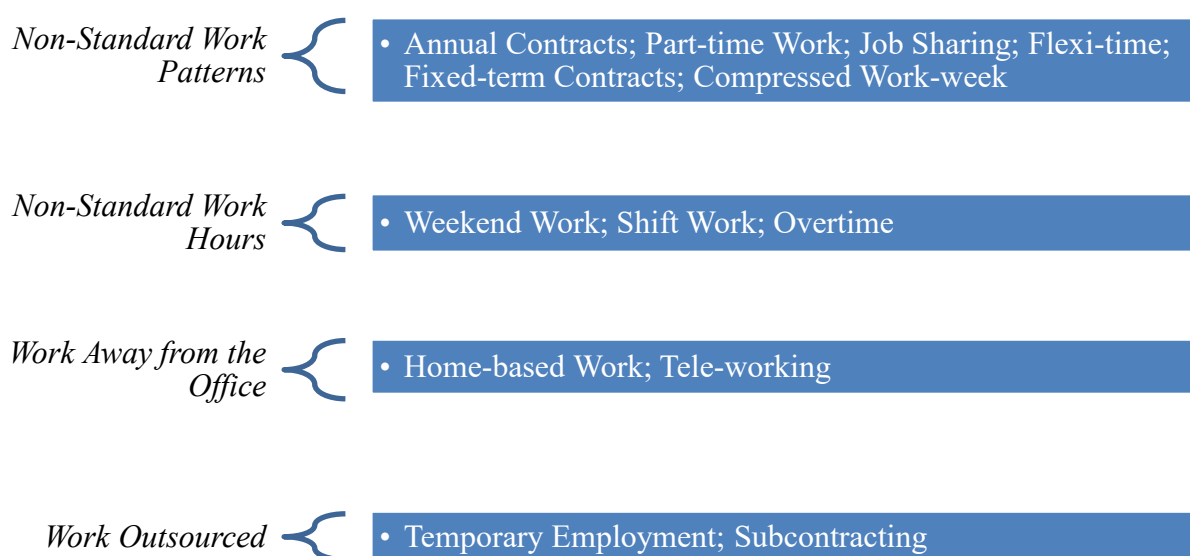 Non-Standard Work
Patterns
• Annual Contracts; Part-time Work; Job Sharing; Flexi-time;
Fixed-term Contracts; Compressed Work-week
Non-Standard Work
Hours
• Weekend Work; Shift Work; Overtime
Work Away from the
Office
• Home-based Work; Tele-working
Work Outsourced
• Temporary Employment; Subcontracting